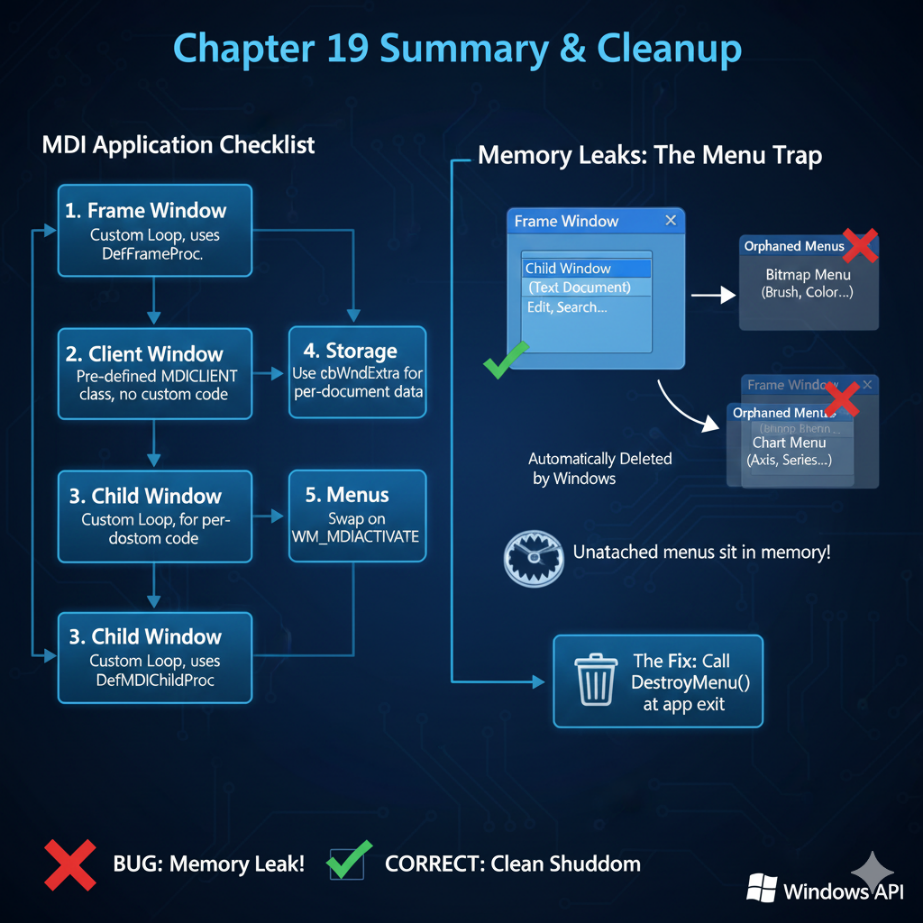 Chapter 19 Summary & Cleanup
MDI Application Checklist
1. Frame Window
Custom Loop, uses
DefFrameProc.
2. Client Window
Pre-defined MDICLIENT
class, no custom code
4. Storage
Use cbWndExtra for
per-document data
3. Child Window
Custom Loop, for per-
dostom code
5. Menus
Swap on
WM_MDIACTIVATE
3. Child Window
Custom Loop, uses
DefMDIChildProc
Memory Leaks: The Menu Trap
Frame Window
Child Window
(Text Document)
Edit, Search...
Orphaned Menus
Bitmap Menu
(Brush, Color...)
Frame Window
Orphaned Menus
Chart Menu
(Axis, Series...)
Automatically Deleted
by Windows
Unatached menus sit in memory!
The Fix: Call
DestroyMenu()
at app exit
BUG: Memory Leak!
CORRECT: Clean Shuddom
Windows API